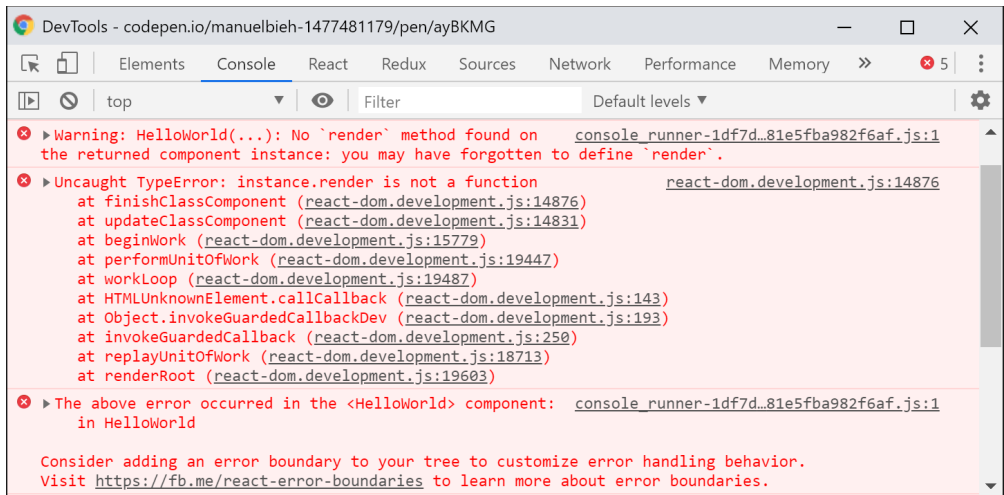 DevTools - codepen.io/manuelbieh-1477481179/pen/ayBKMG
Elements Console React Redux Sources Network Performance Memory » 5
top Filter Default levels
Warning: HelloWorld(...): No `render` method found on console_runner-1df7d…81e5fba982f6af.js:1
the returned component instance: you may have forgotten to define `render`.
Uncaught TypeError: instance.render is not a function react-dom.development.js:14876
at finishClassComponent (react-dom.development.js:14876)
at updateClassComponent (react-dom.development.js:14831)
at beginWork (react-dom.development.js:15779)
at performUnitOfWork (react-dom.development.js:19447)
at workLoop (react-dom.development.js:19487)
at HTMLUnknownElement.callCallback (react-dom.development.js:143)
at Object.invokeGuardedCallbackDev (react-dom.development.js:193)
at invokeGuardedCallback (react-dom.development.js:250)
at replayUnitOfWork (react-dom.development.js:18713)
at renderRoot (react-dom.development.js:19603)
The above error occurred in the <HelloWorld> component: console_runner-1df7d…81e5fba982f6af.js:1
in HelloWorld
Consider adding an error boundary to your tree to customize error handling behavior.
Visit https://fb.me/react-error-boundaries to learn more about error boundaries.